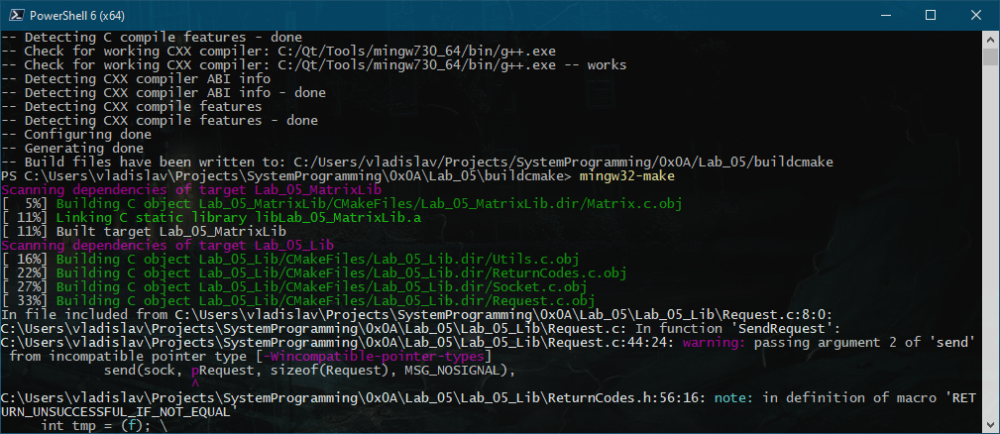 PowerShell 6 (x64)
-- Detecting C compile features - done
-- Check for working CXX compiler: C:/Qt/Tools/mingw730_64/bin/g++.exe
-- Check for working CXX compiler: C:/Qt/Tools/mingw730_64/bin/g++.exe -- works
-- Detecting CXX compiler ABI info
-- Detecting CXX compiler ABI info - done
-- Detecting CXX compile features
-- Detecting CXX compile features - done
-- Configuring done
-- Generating done
-- Build files have been written to: C:/Users/vladislav/Projects/SystemProgramming/0x0A/Lab_05/buildcmake
PS C:\Users\vladislav\Projects\SystemProgramming\0x0A\Lab_05\buildcmake> mingw32-make
Scanning dependencies of target Lab_05_MatrixLib
[  5%] Building C object Lab_05_MatrixLib/CMakeFiles/Lab_05_MatrixLib.dir/Matrix.c.obj
[ 11%] Linking C static library libLab_05_MatrixLib.a
[ 11%] Built target Lab_05_MatrixLib
Scanning dependencies of target Lab_05_Lib
[ 16%] Building C object Lab_05_Lib/CMakeFiles/Lab_05_Lib.dir/Utils.c.obj
[ 22%] Building C object Lab_05_Lib/CMakeFiles/Lab_05_Lib.dir/ReturnCodes.c.obj
[ 27%] Building C object Lab_05_Lib/CMakeFiles/Lab_05_Lib.dir/Socket.c.obj
[ 33%] Building C object Lab_05_Lib/CMakeFiles/Lab_05_Lib.dir/Request.c.obj
In file included from C:\Users\vladislav\Projects\SystemProgramming\0x0A\Lab_05\Lab_05_Lib\Request.c:8:0:
C:\Users\vladislav\Projects\SystemProgramming\0x0A\Lab_05\Lab_05_Lib\Request.c: In function 'SendRequest':
C:\Users\vladislav\Projects\SystemProgramming\0x0A\Lab_05\Lab_05_Lib\Request.c:44:24: warning: passing argument 2 of 'send'
 from incompatible pointer type [-Wincompatible-pointer-types]
             send(sock, pRequest, sizeof(Request), MSG_NOSIGNAL),
                        ^
C:\Users\vladislav\Projects\SystemProgramming\0x0A\Lab_05\Lab_05_Lib\ReturnCodes.h:56:16: note: in definition of macro 'RET
URN_UNSUCCESSFUL_IF_NOT_EQUAL'
     int tmp = (f); \